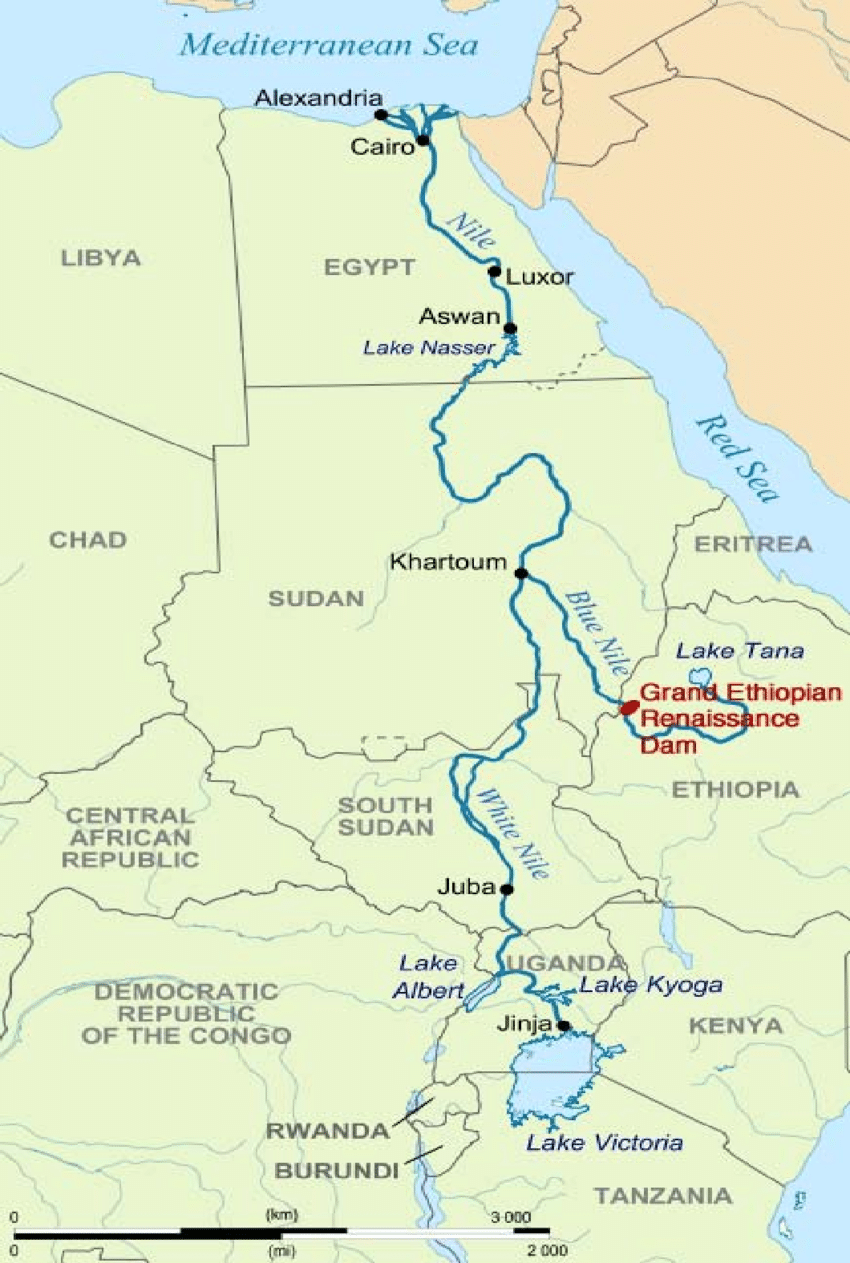 Mediterranean Sea
Alexandria
Cairo
Nile
LIBYA
EGYPT
Luxor
Aswan
Lake Nasser
Red Sea
CHAD
ERITREA
Khartoum
SUDAN
Blue Nile
Lake Tana
Grand Ethiopian
Renaissance
Dam
ETHIOPIA
SOUTH
SUDAN
White Nile
CENTRAL
AFRICAN
REPUBLIC
Juba
Lake
Albert
UGANDA
Lake Kyoga
DEMOCRATIC
REPUBLIC
OF THE CONGO
Jinja
KENYA
RWANDA
Lake Victoria
BURUNDI
TANZANIA
0 (km) 3 000
0 (mi) 2 000